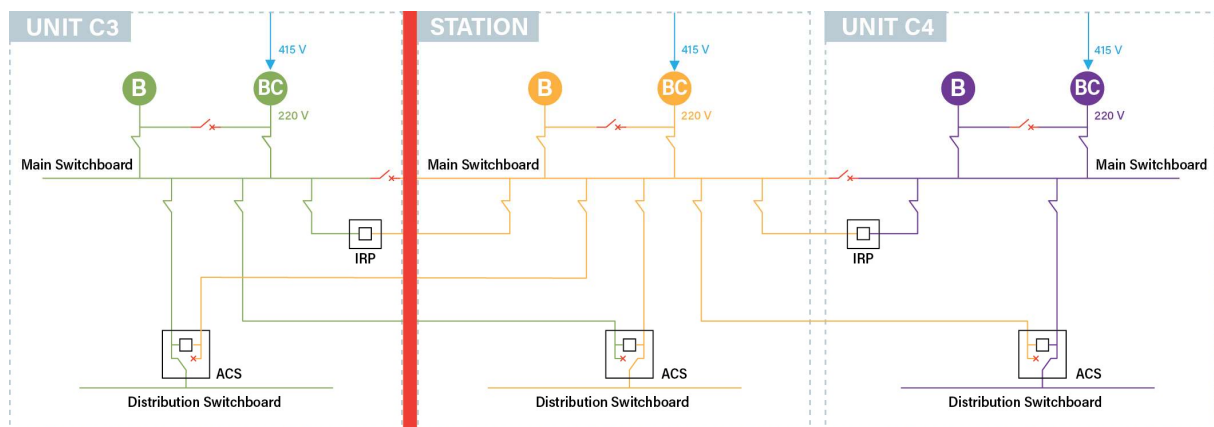 UNIT C3
STATION
UNIT C4
415 V
415 V
415 V
B
BC
B
BC
B
BC
220 V
220 V
220 V
Main Switchboard
Main Switchboard
Main Switchboard
IRP
IRP
ACS
ACS
ACS
Distribution Switchboard
Distribution Switchboard
Distribution Switchboard